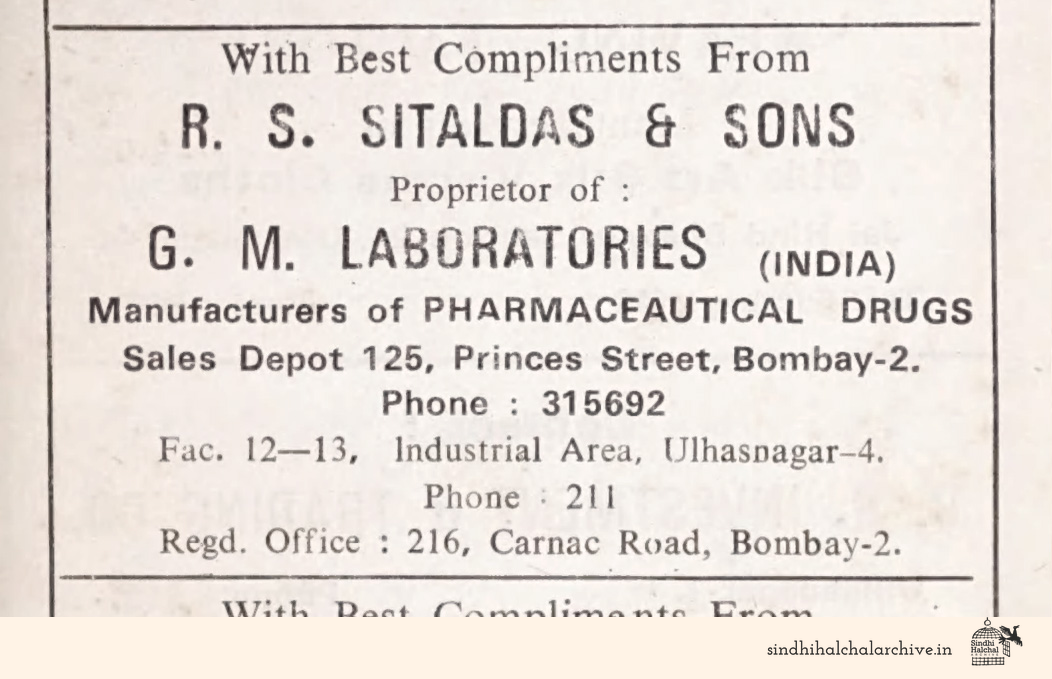 With Best Compliments From
R. S. SITALDAS & SONS
Proprietor of :
G. M. LABORATORIES (INDIA)
Manufacturers of PHARMACEAUTICAL DRUGS
Sales Depot 125, Princes Street, Bombay-2.
Phone : 315692
Fac. 12—13, Industrial Area, Ulhasnagar-4.
Phone : 211
Regd. Office : 216, Carnac Road, Bombay-2.
With Best Compliments From
sindhihalchalarchive.in
Sindhi
Halchal